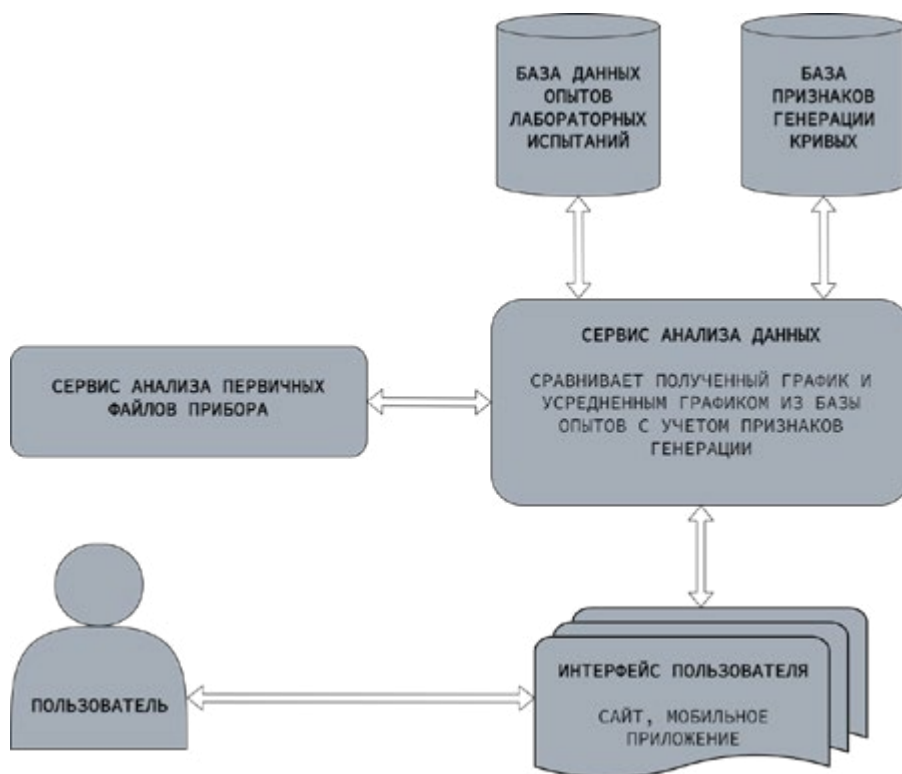 БАЗА ДАННЫХ
ОПЫТОВ
ЛАБОРАТОРНЫХ
ИСПЫТАНИЙ
БАЗА
ПРИЗНАКОВ
ГЕНЕРАЦИИ
КРИВЫХ
СЕРВИС АНАЛИЗА ДАННЫХ
СРАВНИВАЕТ ПОЛУЧЕННЫЙ ГРАФИК И
УСРЕДНЕННЫМ ГРАФИКОМ ИЗ БАЗЫ
ОПЫТОВ С УЧЕТОМ ПРИЗНАКОВ
ГЕНЕРАЦИИ
СЕРВИС АНАЛИЗА ПЕРВИЧНЫХ
ФАЙЛОВ ПРИБОРА
ПОЛЬЗОВАТЕЛЬ
ИНТЕРФЕЙС ПОЛЬЗОВАТЕЛЯ
САЙТ, МОБИЛЬНОЕ
ПРИЛОЖЕНИЕ